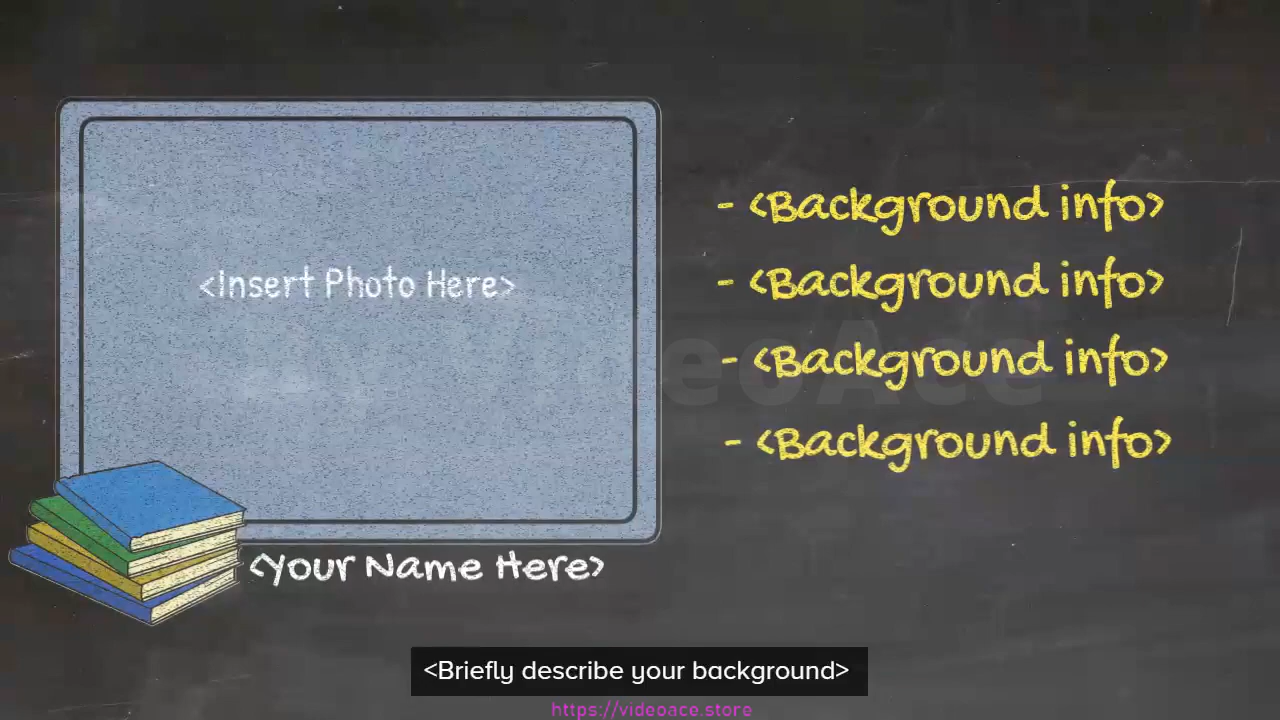 <Insert Photo Here>
<Your Name Here>
- <Background info>
- <Background info>
- <Background info>
- <Background info>
VideoAce
<Briefly describe your background>
https://videoace.store